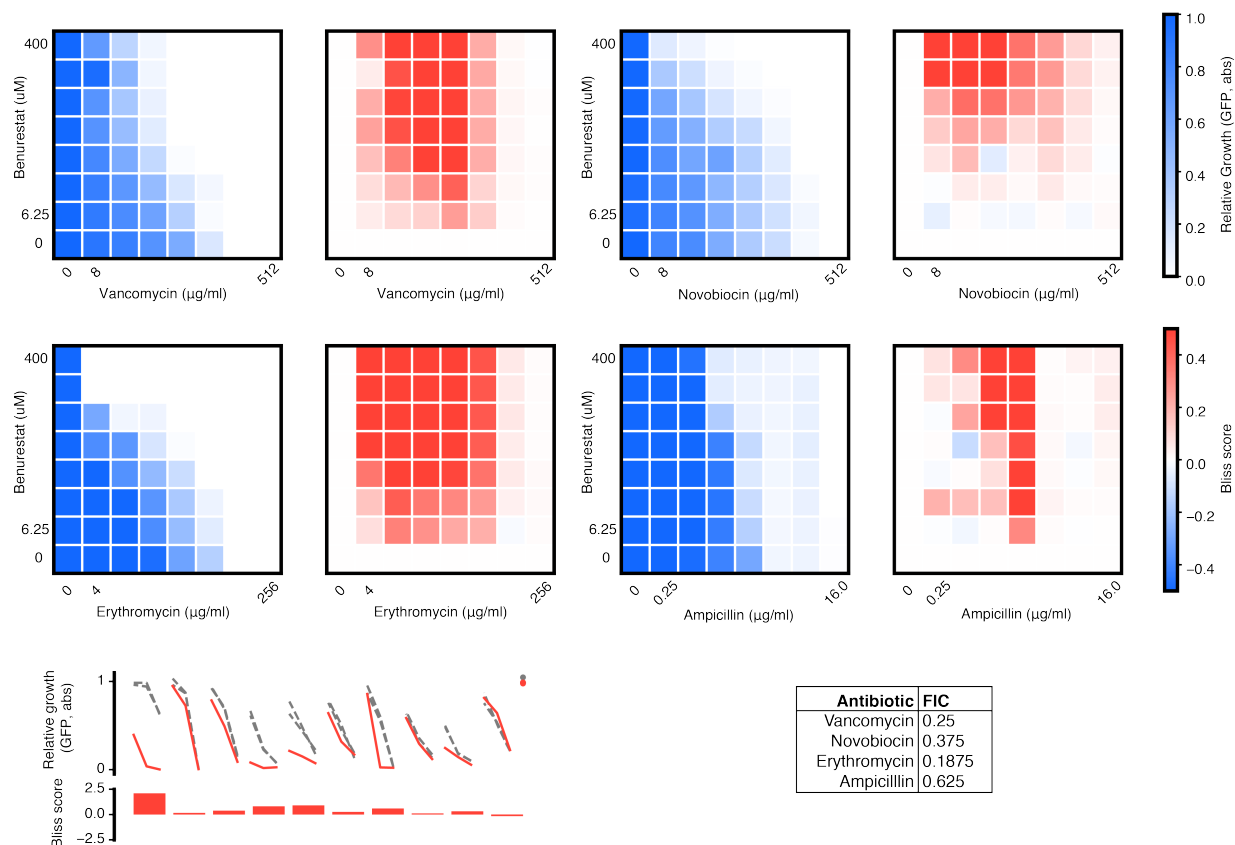 400
6.25
0
Benurestat (uM)
0 8 512
Vancomycin (µg/ml)
0 8 512
Vancomycin (µg/ml)
400
6.25
0
Benurestat (uM)
0 8 512
Novobiocin (µg/ml)
0 8 512
Novobiocin (µg/ml)
1.0
0.8
0.6
0.4
0.2
0.0
Relative Growth (GFP, abs)
400
6.25
0
Benurestat (uM)
0 4 256
Erythromycin (µg/ml)
0 4 256
Erythromycin (µg/ml)
400
6.25
0
Benurestat (uM)
0 0.25 16.0
Ampicillin (µg/ml)
0 0.25 16.0
Ampicillin (µg/ml)
0.4
0.2
0.0
−0.2
−0.4
Bliss score
Relative growth
(GFP, abs)
1
0
Bliss score
2.5
0.0
−2.5
Antibiotic FIC
Vancomycin 0.25
Novobiocin 0.375
Erythromycin 0.1875
Ampicilllin 0.625